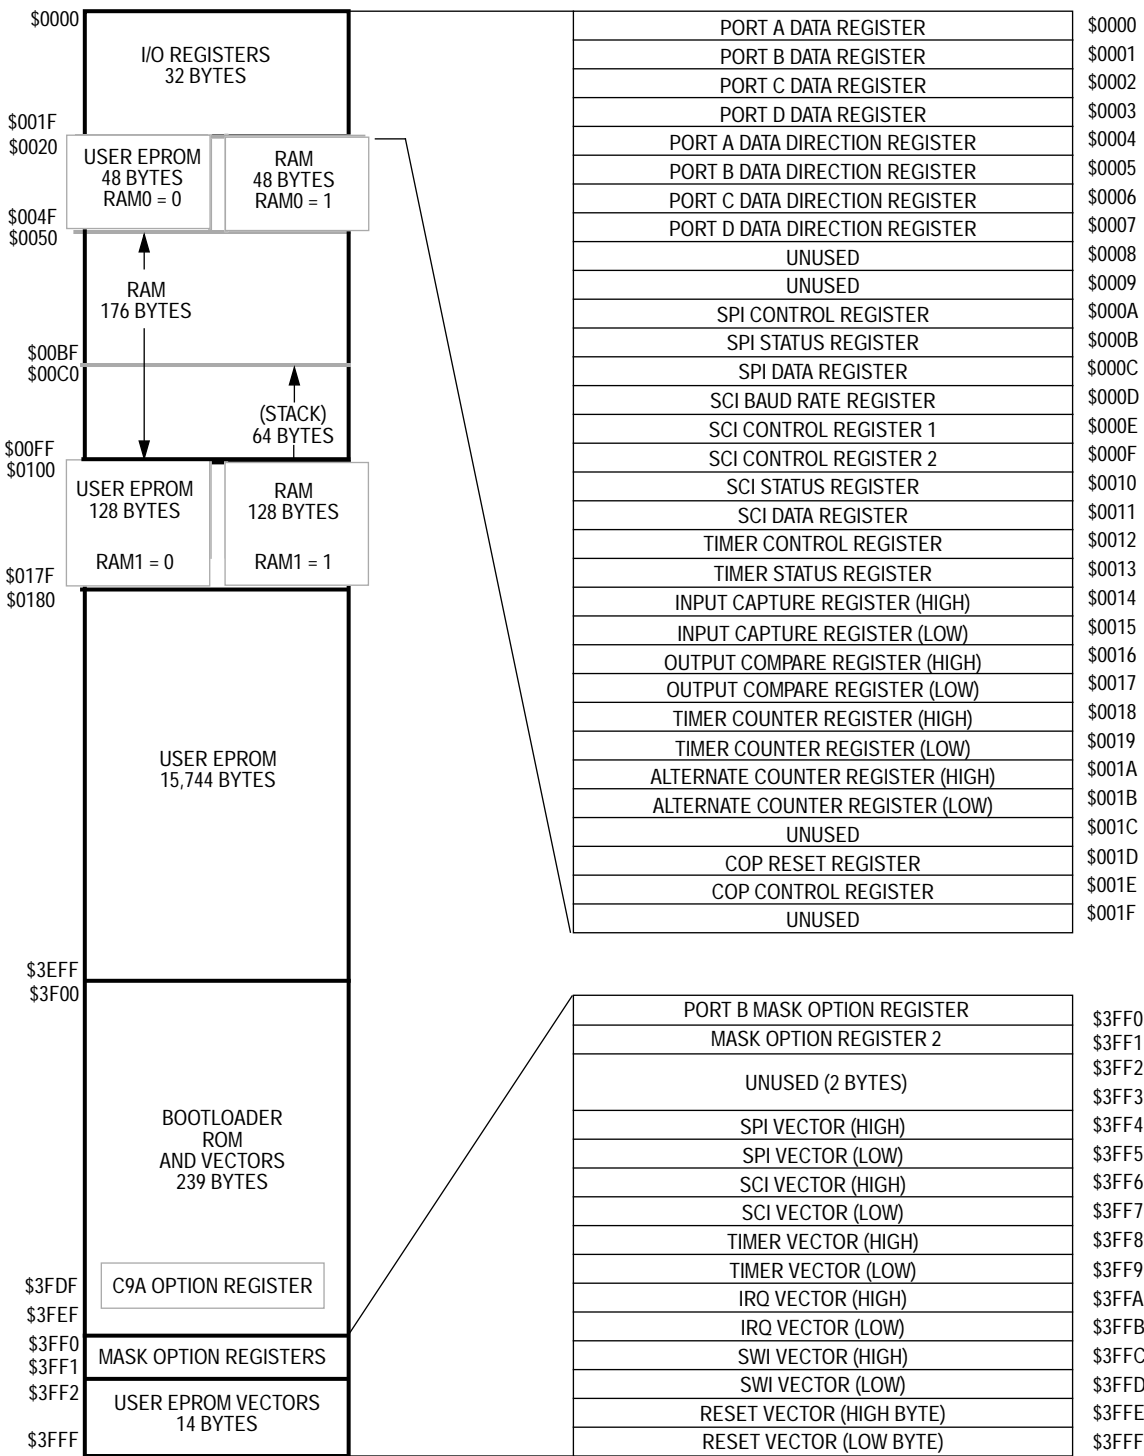 $0000
I/O REGISTERS
32 BYTES
$001F
$0020
USER EPROM
48 BYTES
RAM0 = 0
RAM
48 BYTES
RAM0 = 1
$004F
$0050
RAM
176 BYTES
$00BF
$00C0
(STACK)
64 BYTES
$00FF
$0100
USER EPROM
128 BYTES
RAM1 = 0
RAM
128 BYTES
RAM1 = 1
$017F
$0180
USER EPROM
15,744 BYTES
$3EFF
$3F00
BOOTLOADER
ROM
AND VECTORS
239 BYTES
$3FDF
C9A OPTION REGISTER
$3FEF
$3FF0
$3FF1
MASK OPTION REGISTERS
$3FF2
USER EPROM VECTORS
14 BYTES
$3FFF
PORT A DATA REGISTER $0000
PORT B DATA REGISTER $0001
PORT C DATA REGISTER $0002
PORT D DATA REGISTER $0003
PORT A DATA DIRECTION REGISTER $0004
PORT B DATA DIRECTION REGISTER $0005
PORT C DATA DIRECTION REGISTER $0006
PORT D DATA DIRECTION REGISTER $0007
UNUSED $0008
UNUSED $0009
SPI CONTROL REGISTER $000A
SPI STATUS REGISTER $000B
SPI DATA REGISTER $000C
SCI BAUD RATE REGISTER $000D
SCI CONTROL REGISTER 1 $000E
SCI CONTROL REGISTER 2 $000F
SCI STATUS REGISTER $0010
SCI DATA REGISTER $0011
TIMER CONTROL REGISTER $0012
TIMER STATUS REGISTER $0013
INPUT CAPTURE REGISTER (HIGH) $0014
INPUT CAPTURE REGISTER (LOW) $0015
OUTPUT COMPARE REGISTER (HIGH) $0016
OUTPUT COMPARE REGISTER (LOW) $0017
TIMER COUNTER REGISTER (HIGH) $0018
TIMER COUNTER REGISTER (LOW) $0019
ALTERNATE COUNTER REGISTER (HIGH) $001A
ALTERNATE COUNTER REGISTER (LOW) $001B
UNUSED $001C
COP RESET REGISTER $001D
COP CONTROL REGISTER $001E
UNUSED $001F
PORT B MASK OPTION REGISTER $3FF0
MASK OPTION REGISTER 2 $3FF1
$3FF2
UNUSED (2 BYTES)
$3FF3
SPI VECTOR (HIGH) $3FF4
SPI VECTOR (LOW) $3FF5
SCI VECTOR (HIGH) $3FF6
SCI VECTOR (LOW) $3FF7
TIMER VECTOR (HIGH) $3FF8
TIMER VECTOR (LOW) $3FF9
IRQ VECTOR (HIGH) $3FFA
IRQ VECTOR (LOW) $3FFB
SWI VECTOR (HIGH) $3FFC
SWI VECTOR (LOW) $3FFD
RESET VECTOR (HIGH BYTE) $3FFE
RESET VECTOR (LOW BYTE) $3FFF